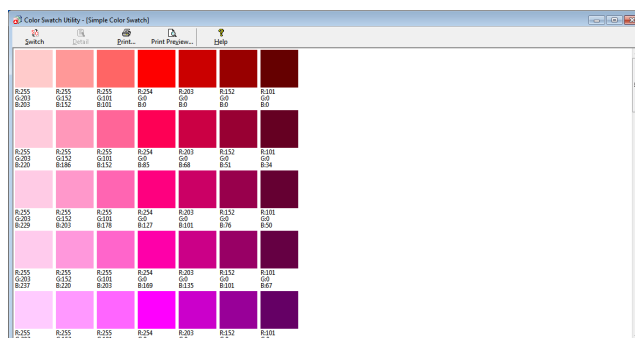 Color Swatch Utility - [Simple Color Swatch]
Switch Detail Print... Print Preview... Help
R:255 R:255 R:255 R:254 R:203 R:152 R:101
G:203 G:152 G:101 G:0 G:0 G:0 G:0
B:203 B:152 B:101 B:0 B:0 B:0 B:0
R:255 R:255 R:255 R:254 R:203 R:152 R:101
G:203 G:152 G:101 G:0 G:0 G:0 G:0
B:220 B:186 B:152 B:85 B:68 B:51 B:34
R:255 R:255 R:255 R:254 R:203 R:152 R:101
G:203 G:152 G:101 G:0 G:0 G:0 G:0
B:229 B:203 B:178 B:127 B:101 B:76 B:50
R:255 R:255 R:255 R:254 R:203 R:152 R:101
G:203 G:152 G:101 G:0 G:0 G:0 G:0
B:237 B:220 B:203 B:169 B:135 B:101 B:67
R:255 R:255 R:255 R:254 R:203 R:152 R:101